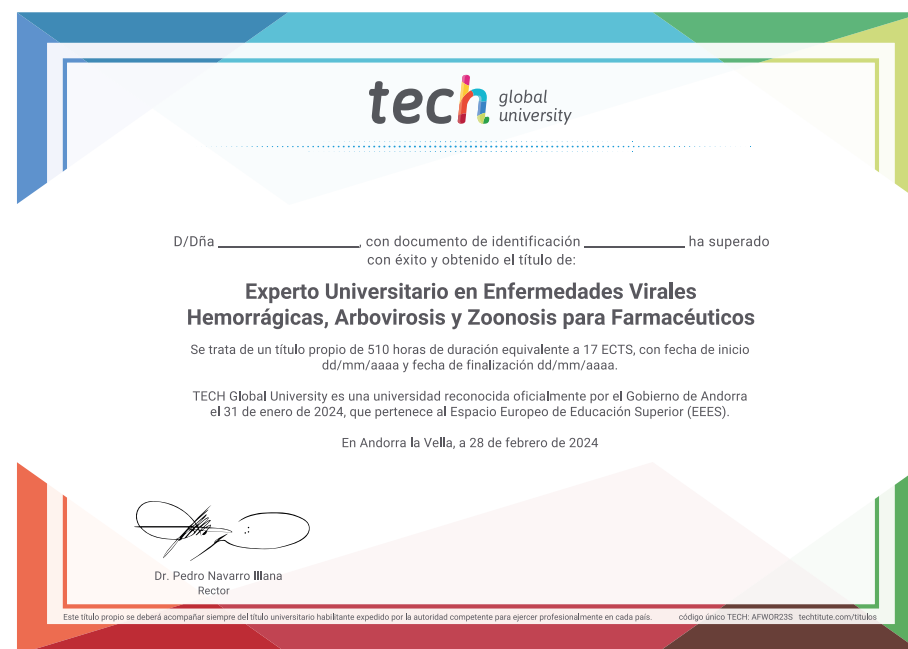 tech global
university
D/Dña ______________, con documento de identificación ______________ ha superado
con éxito y obtenido el título de:
Experto Universitario en Enfermedades Virales
Hemorrágicas, Arbovirosis y Zoonosis para Farmacéuticos
Se trata de un título propio de 510 horas de duración equivalente a 17 ECTS, con fecha de inicio
dd/mm/aaaa y fecha de finalización dd/mm/aaaa.
TECH Global University es una universidad reconocida oficialmente por el Gobierno de Andorra
el 31 de enero de 2024, que pertenece al Espacio Europeo de Educación Superior (EEES).
En Andorra la Vella, a 28 de febrero de 2024
Dr. Pedro Navarro Illana
Rector
Este título propio se deberá acompañar siempre del título universitario habilitante expedido por la autoridad competente para ejercer profesionalmente en cada país. código único TECH: AFWOR23S techtitute.com/titulos